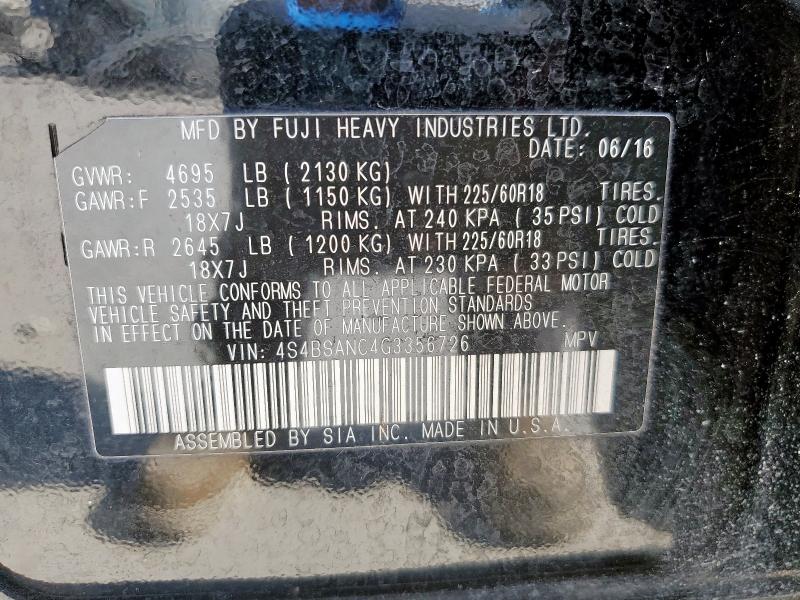 MFD BY FUJI HEAVY INDUSTRIES LTD.
DATE: 06/16
GVWR: 4695 LB ( 2130 KG)
GAWR:F 2535 LB ( 1150 KG) WITH 225/60R18 TIRES.
18X7J RIMS. AT 240 KPA ( 35 PSI) COLD
GAWR:R 2645 LB ( 1200 KG) WITH 225/60R18 TIRES.
18X7J RIMS. AT 230 KPA ( 33 PSI) COLD
THIS VEHICLE CONFORMS TO ALL APPLICABLE FEDERAL MOTOR
VEHICLE SAFETY AND THEFT PREVENTION STANDARDS
IN EFFECT ON THE DATE OF MANUFACTURE SHOWN ABOVE.
VIN: 4S4BSANC4G3356726 MPV
ASSEMBLED BY SIA INC. MADE IN U.S.A.